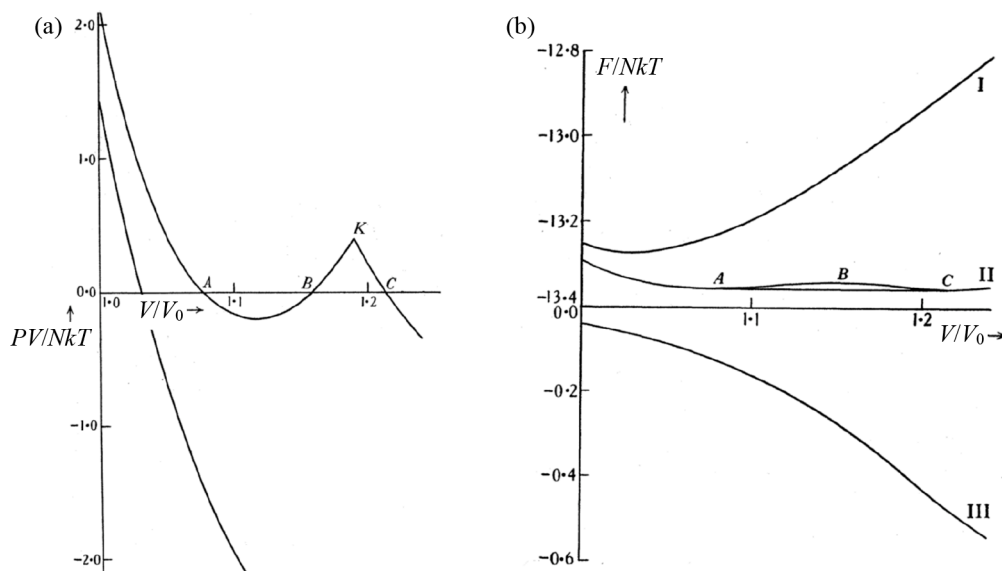 (a)
2·0
1·0
0·0
−1·0
−2·0
PV/NkT
1·0
1·1
1·2
V/V₀→
A
B
K
C
(b)
−12·8
F/NkT
−13·0
−13·2
−13·4
0·0
−0·2
−0·4
−0·6
I
A
B
C
II
1·1
1·2
V/V₀→
III